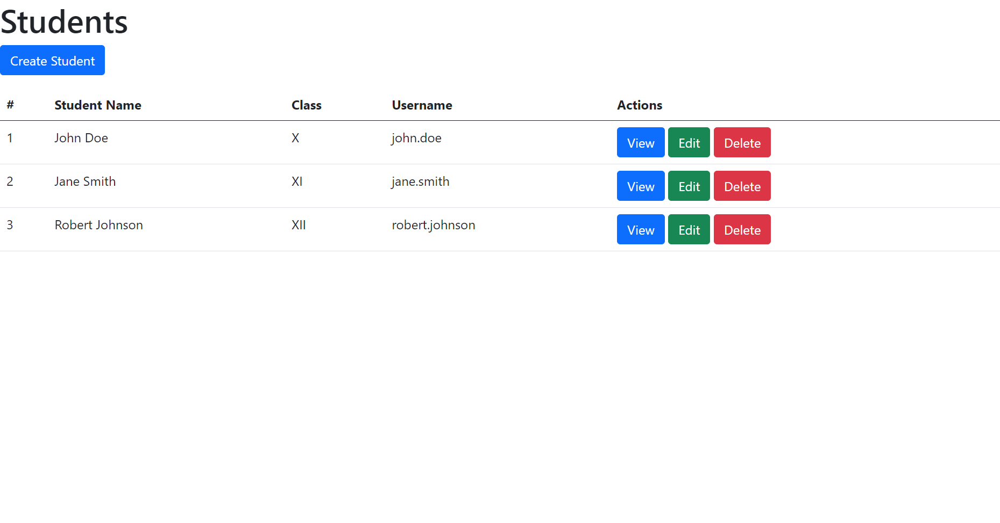 Students
Create Student
# Student Name Class Username Actions
1 John Doe X john.doe View Edit Delete
2 Jane Smith XI jane.smith View Edit Delete
3 Robert Johnson XII robert.johnson View Edit Delete